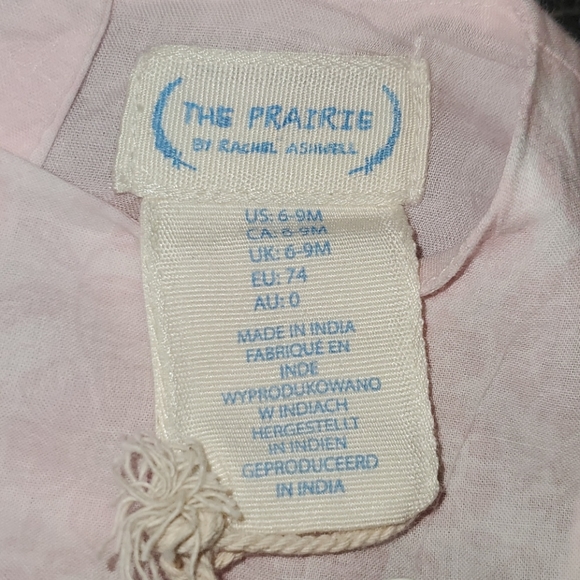 THE PRAIRIE
BY RACHEL ASHWELL
US: 6-9M
CA: 6-9M
UK: 6-9M
EU: 74
AU: 0
MADE IN INDIA
FABRIQUÉ EN
INDE
WYPRODUKOWANO
W INDIACH
HERGESTELLT
IN INDIEN
GEPRODUCEERD
IN INDIA